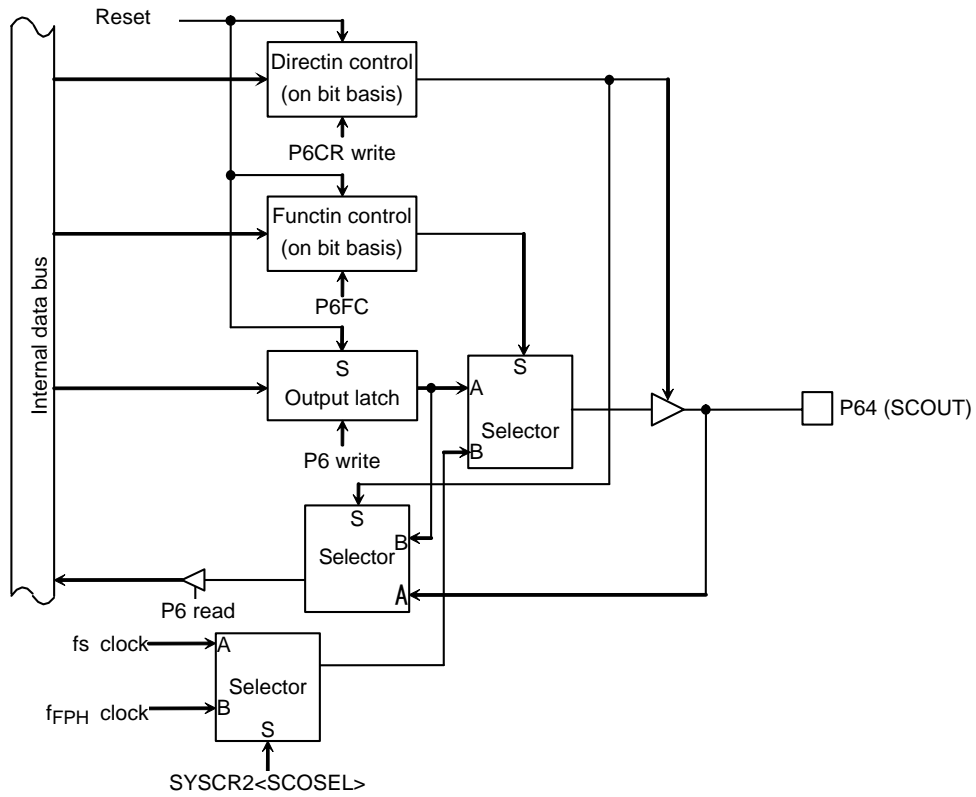 Reset
Directin control
(on bit basis)
P6CR write
Functin control
(on bit basis)
P6FC
Internal data bus
S
Output latch
P6 write
S
A
Selector
B
P64 (SCOUT)
S
Selector
B
A
P6 read
fs clock
A
Selector
fFPH clock
B
S
SYSCR2<SCOSEL>